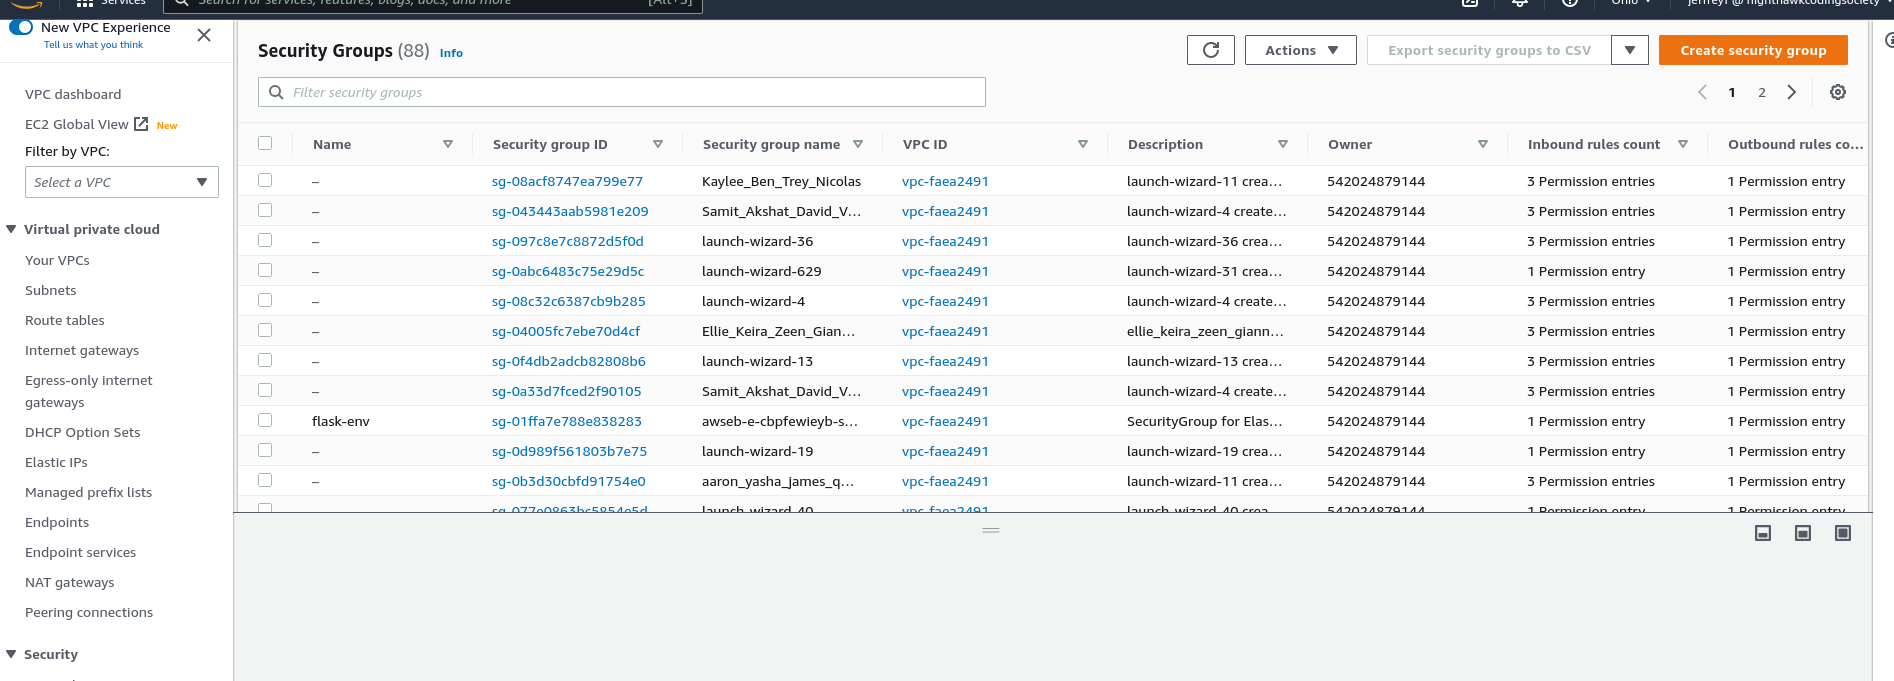 Services
Search for services, features, blogs, docs, and more
[Alt+S]
Ohio
jeffreyr @ nighthawkcodingsociety
New VPC Experience
Tell us what you think
VPC dashboard
EC2 Global View New
Filter by VPC:
Select a VPC
Virtual private cloud
Your VPCs
Subnets
Route tables
Internet gateways
Egress-only internet
gateways
DHCP Option Sets
Elastic IPs
Managed prefix lists
Endpoints
Endpoint services
NAT gateways
Peering connections
Security
Security Groups (88) Info
Actions
Export security groups to CSV
Create security group
Filter security groups
1 2
Name Security group ID Security group name VPC ID Description Owner Inbound rules count Outbound rules co...
– sg-08acf8747ea799e77 Kaylee_Ben_Trey_Nicolas vpc-faea2491 launch-wizard-11 crea... 542024879144 3 Permission entries 1 Permission entry
– sg-043443aab5981e209 Samit_Akshat_David_V... vpc-faea2491 launch-wizard-4 create... 542024879144 3 Permission entries 1 Permission entry
– sg-097c8e7c8872d5f0d launch-wizard-36 vpc-faea2491 launch-wizard-36 crea... 542024879144 3 Permission entries 1 Permission entry
– sg-0abc6483c75e29d5c launch-wizard-629 vpc-faea2491 launch-wizard-31 crea... 542024879144 1 Permission entry 1 Permission entry
– sg-08c32c6387cb9b285 launch-wizard-4 vpc-faea2491 launch-wizard-4 create... 542024879144 3 Permission entries 1 Permission entry
– sg-04005fc7ebe70d4cf Ellie_Keira_Zeen_Gian... vpc-faea2491 ellie_keira_zeen_giann... 542024879144 3 Permission entries 1 Permission entry
– sg-0f4db2adcb82808b6 launch-wizard-13 vpc-faea2491 launch-wizard-13 crea... 542024879144 3 Permission entries 1 Permission entry
– sg-0a33d7fced2f90105 Samit_Akshat_David_V... vpc-faea2491 launch-wizard-4 create... 542024879144 3 Permission entries 1 Permission entry
flask-env sg-01ffa7e788e838283 awseb-e-cbpfewieyb-s... vpc-faea2491 SecurityGroup for Elas... 542024879144 1 Permission entry 1 Permission entry
– sg-0d989f561803b7e75 launch-wizard-19 vpc-faea2491 launch-wizard-19 crea... 542024879144 1 Permission entry 1 Permission entry
– sg-0b3d30cbfd91754e0 aaron_yasha_james_q... vpc-faea2491 launch-wizard-11 crea... 542024879144 3 Permission entries 1 Permission entry
sg-077e0863bc5854e5d launch-wizard-40 vpc-faea2491 launch-wizard-40 crea... 542024879144 1 Permission entry 1 Permission entry